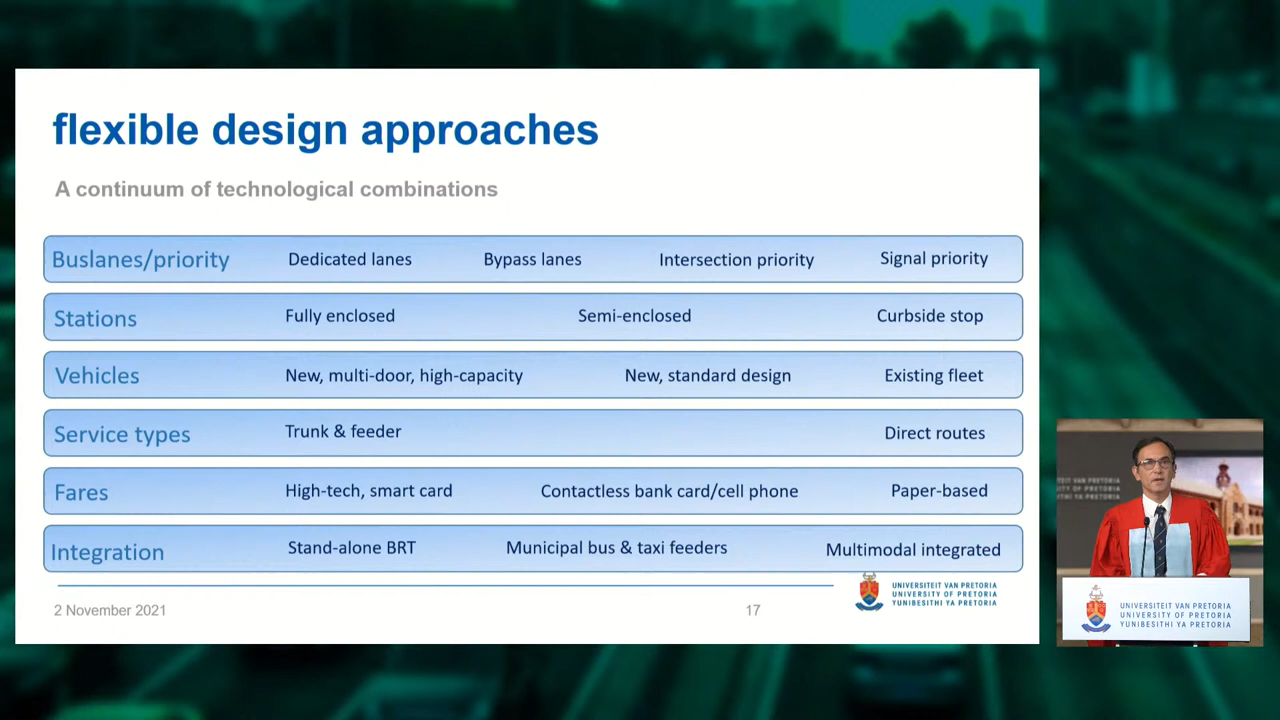 flexible design approaches
A continuum of technological combinations
Buslanes/priority Dedicated lanes Bypass lanes Intersection priority Signal priority
Stations Fully enclosed Semi-enclosed Curbside stop
Vehicles New, multi-door, high-capacity New, standard design Existing fleet
Service types Trunk & feeder Direct routes
Fares High-tech, smart card Contactless bank card/cell phone Paper-based
Integration Stand-alone BRT Municipal bus & taxi feeders Multimodal integrated
UNIVERSITEIT VAN PRETORIA
UNIVERSITY OF PRETORIA
YUNIBESITHI YA PRETORIA
2 November 2021 17
UNIVERSITEIT VAN PRETORIA
UNIVERSITY OF PRETORIA
YUNIBESITHI YA PRETORIA